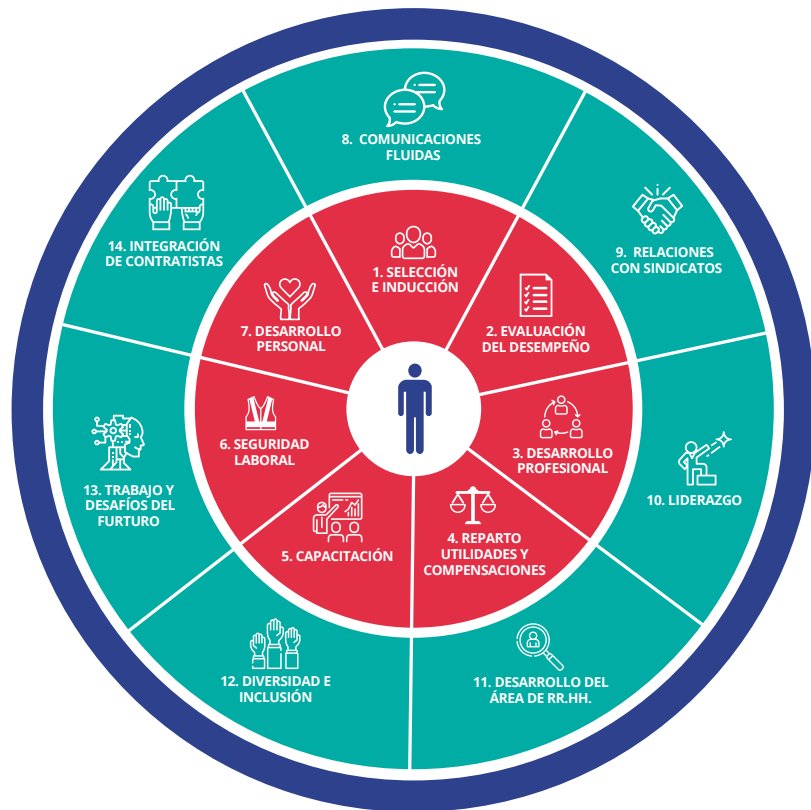 1. SELECCIÓN
E INDUCCIÓN
2. EVALUACIÓN
DEL DESEMPEÑO
3. DESARROLLO
PROFESIONAL
4. REPARTO
UTILIDADES Y
COMPENSACIONES
5. CAPACITACIÓN
6. SEGURIDAD
LABORAL
7. DESARROLLO
PERSONAL
8. COMUNICACIONES
FLUIDAS
9. RELACIONES
CON SINDICATOS
10. LIDERAZGO
11. DESARROLLO DEL
ÁREA DE RR.HH.
12. DIVERSIDAD E
INCLUSIÓN
13. TRABAJO Y
DESAFÍOS DEL
FURTURO
14. INTEGRACIÓN
DE CONTRATISTAS